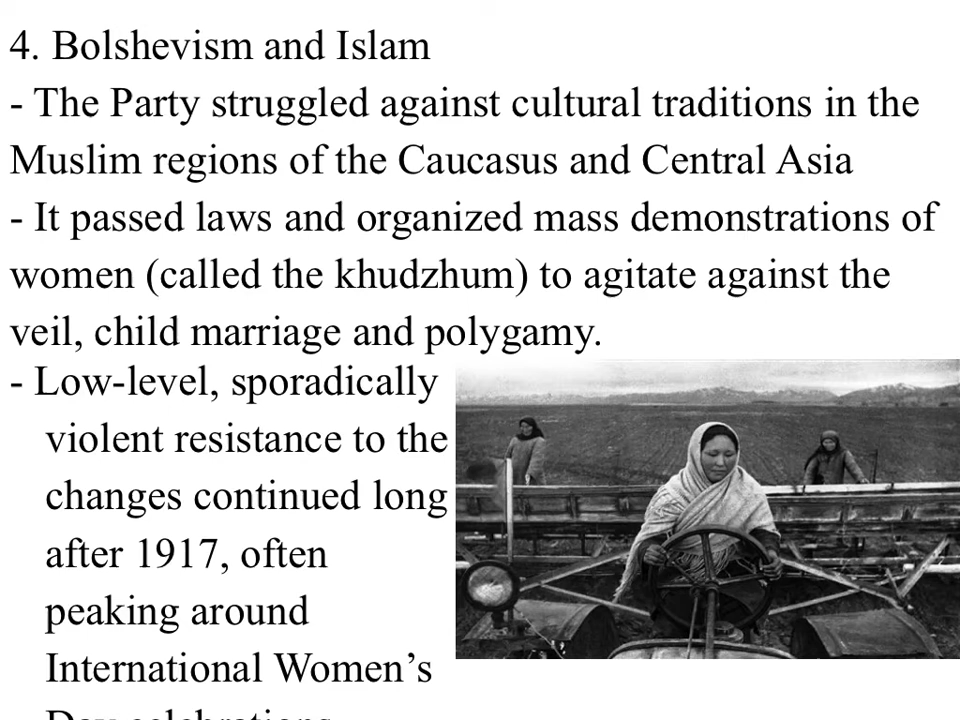 4. Bolshevism and Islam
- The Party struggled against cultural traditions in the
Muslim regions of the Caucasus and Central Asia
- It passed laws and organized mass demonstrations of
women (called the khudzhum) to agitate against the
veil, child marriage and polygamy.
- Low-level, sporadically
violent resistance to the
changes continued long
after 1917, often
peaking around
International Women’s
Day celebrations